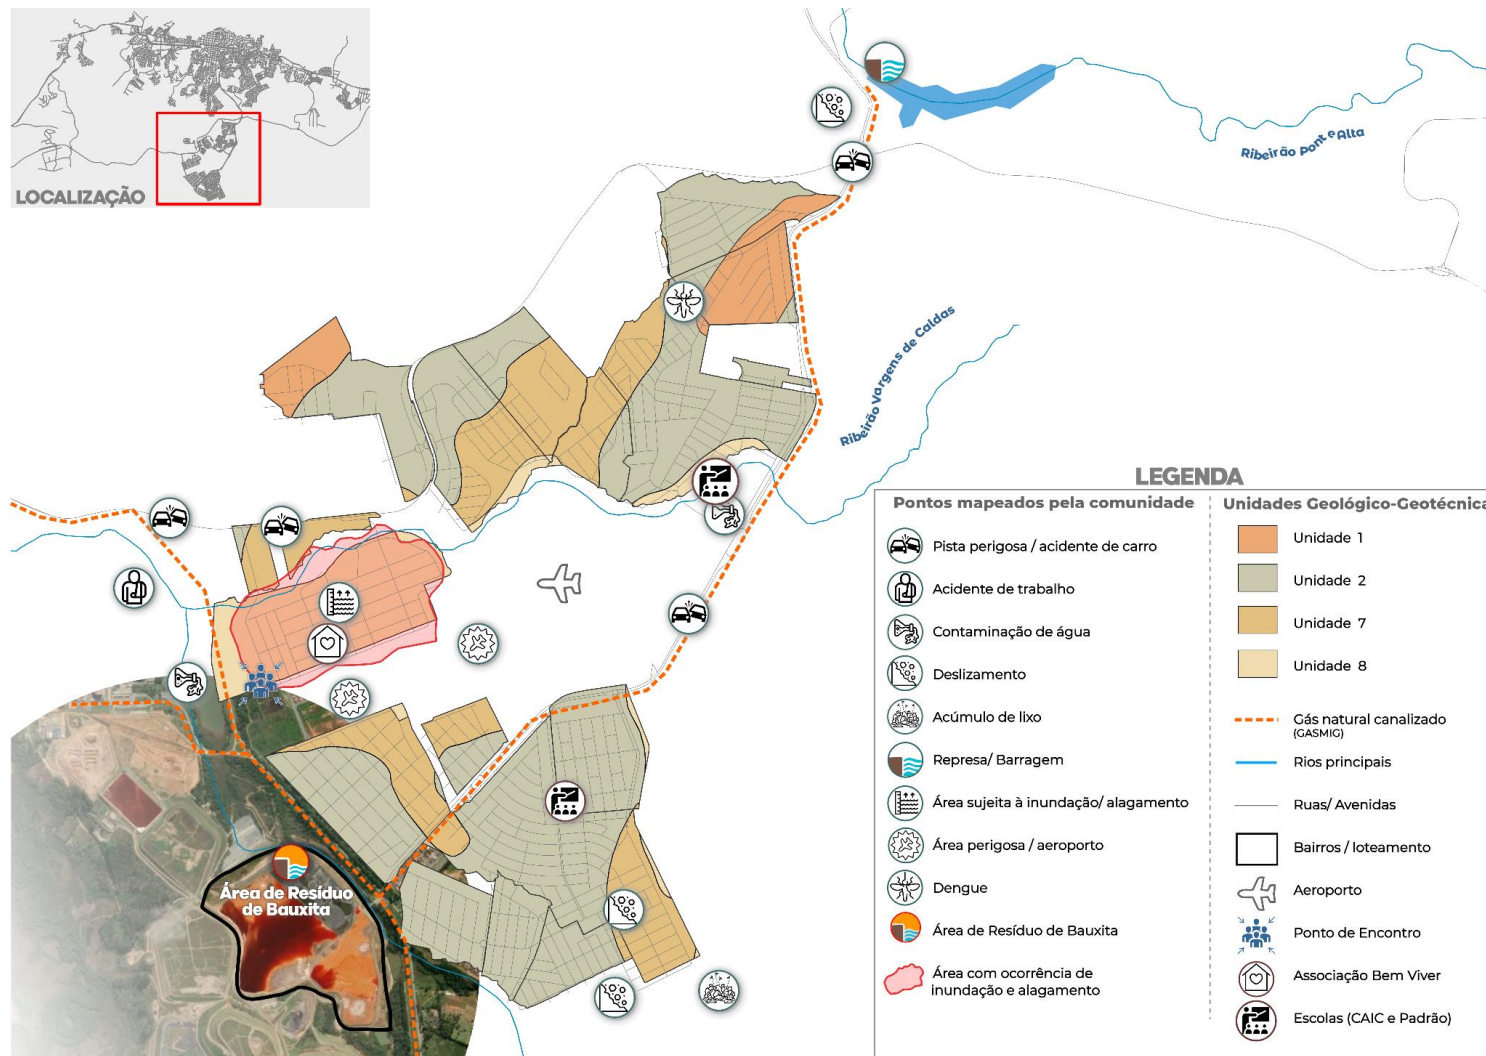 LOCALIZAÇÃO
Ribeirão Ponte Alta
Ribeirão Vargens de Caldas
Área de Resíduo
de Bauxita
LEGENDA
Pontos mapeados pela comunidade
Pista perigosa / acidente de carro
Acidente de trabalho
Contaminação de água
Deslizamento
Acúmulo de lixo
Represa/ Barragem
Área sujeita à inundação/ alagamento
Área perigosa / aeroporto
Dengue
Área de Resíduo de Bauxita
Área com ocorrência de
inundação e alagamento
Unidades Geológico-Geotécnica
Unidade 1
Unidade 2
Unidade 7
Unidade 8
Gás natural canalizado
(GASMIG)
Rios principais
Ruas/ Avenidas
Bairros / loteamento
Aeroporto
Ponto de Encontro
Associação Bem Viver
Escolas (CAIC e Padrão)